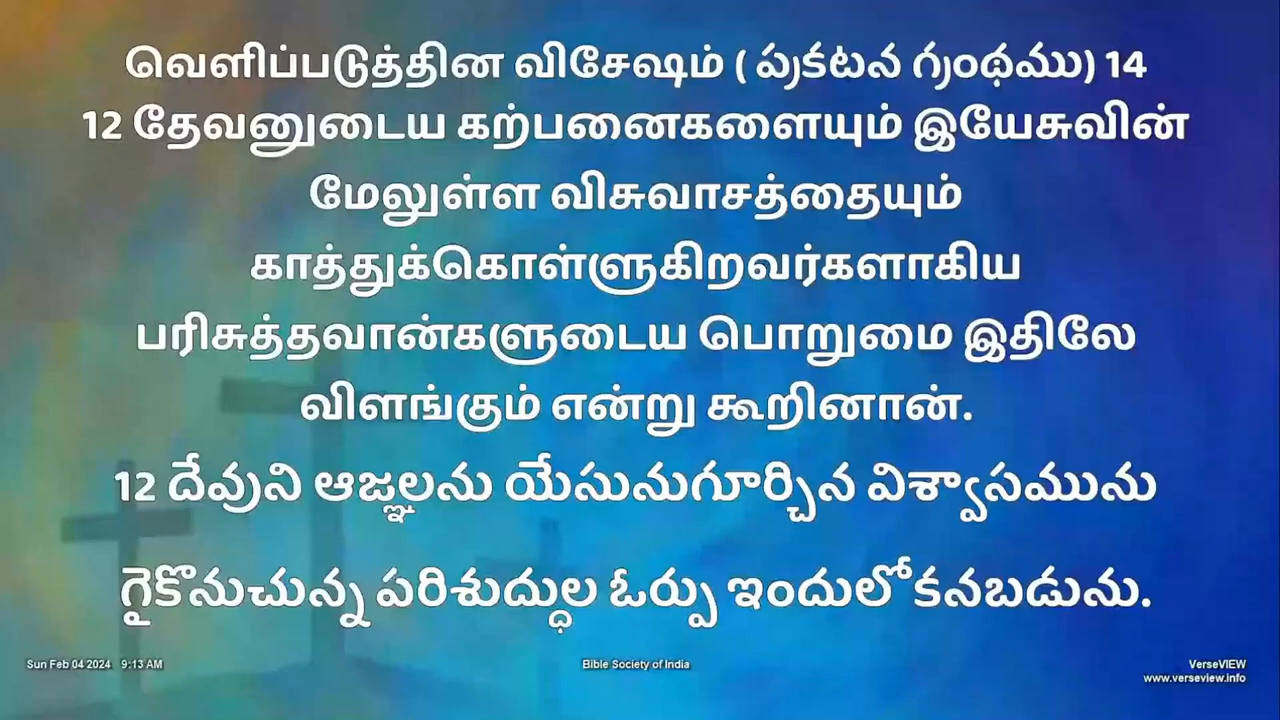 வெளிப்படுத்தின விசேஷம் ( ప్రకటన గ్రంథము) 14
12 தேவனுடைய கற்பனைகளையும் இயேசுவின்
மேலுள்ள விசுவாசத்தையும்
காத்துக்கொள்ளுகிறவர்களாகிய
பரிசுத்தவான்களுடைய பொறுமை இதிலே
விளங்கும் என்று கூறினான்.
12 దేవుని ఆజ్ఞలను యేసునుగూర్చిన విశ్వాసమును
గైకొనుచున్న పరిశుద్ధుల ఓర్పు ఇందులో కనబడును.
Sun Feb 04 2024 9:13 AM
Bible Society of India
VerseVIEW
www.verseview.info